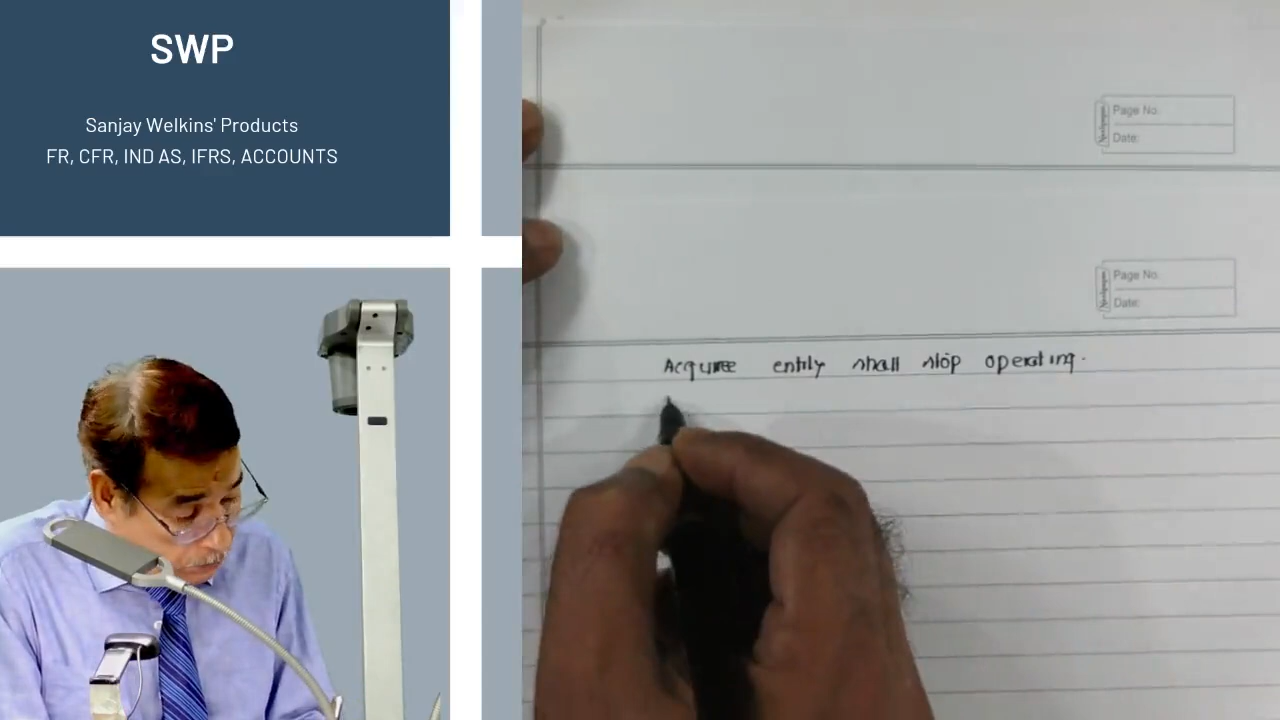 SWP
Sanjay Welkins' Products
FR, CFR, IND AS, IFRS, ACCOUNTS
Page No.
Date:
Page No.
Date:
Acquiree entity shall stop operating.